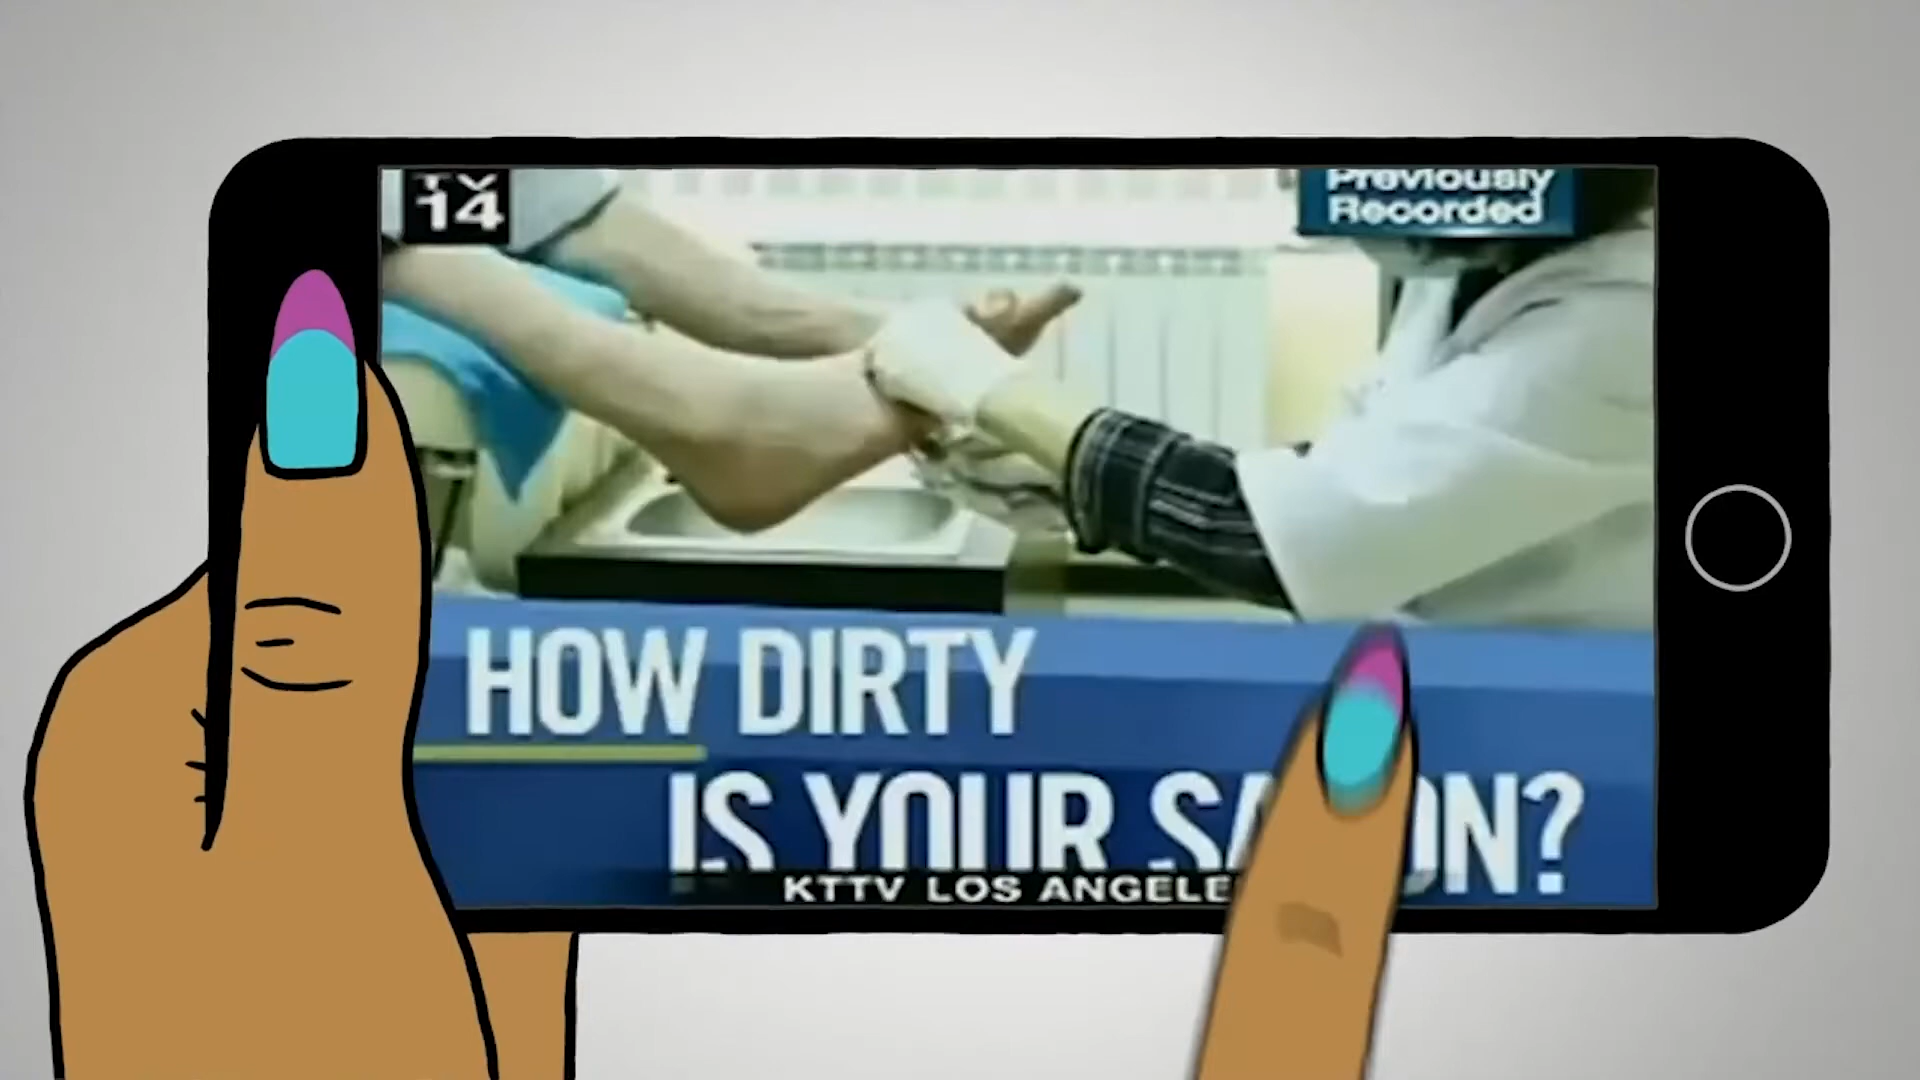 TV
14
Previously
Recorded
HOW DIRTY
IS YOUR
KTTV LOS